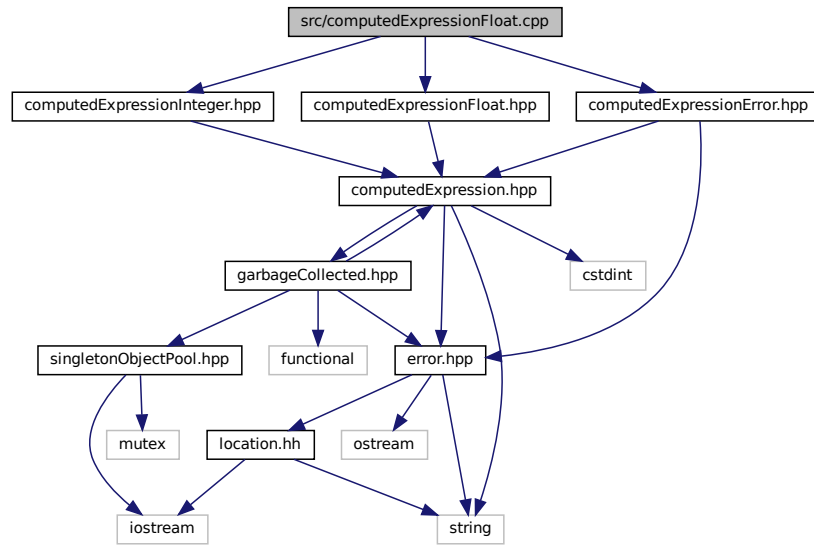 src/computedExpressionFloat.cpp
computedExpressionInteger.hpp
computedExpressionFloat.hpp
computedExpressionError.hpp
computedExpression.hpp
garbageCollected.hpp
cstdint
singletonObjectPool.hpp
functional
error.hpp
mutex
location.hh
ostream
iostream
string